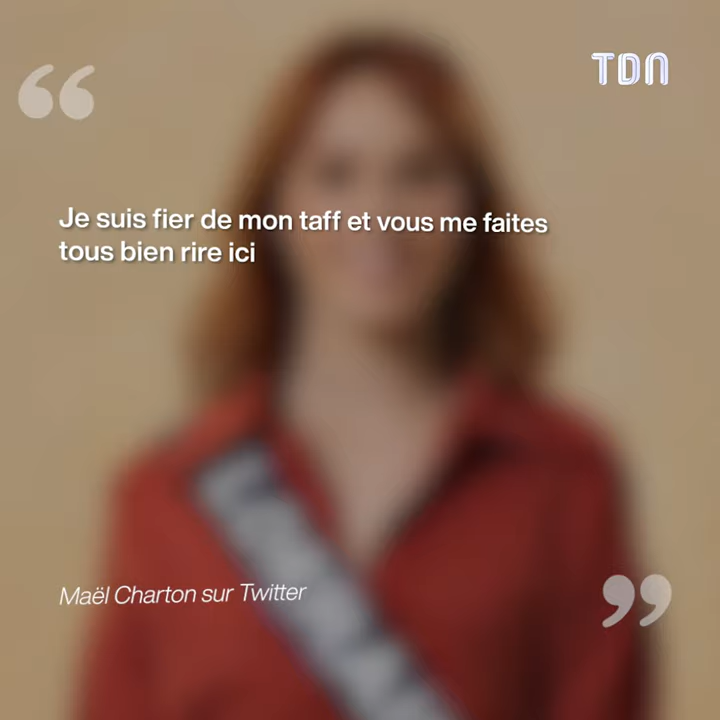 “
TDN
Je suis fier de mon taff et vous me faites
tous bien rire ici
Maël Charton sur Twitter
”